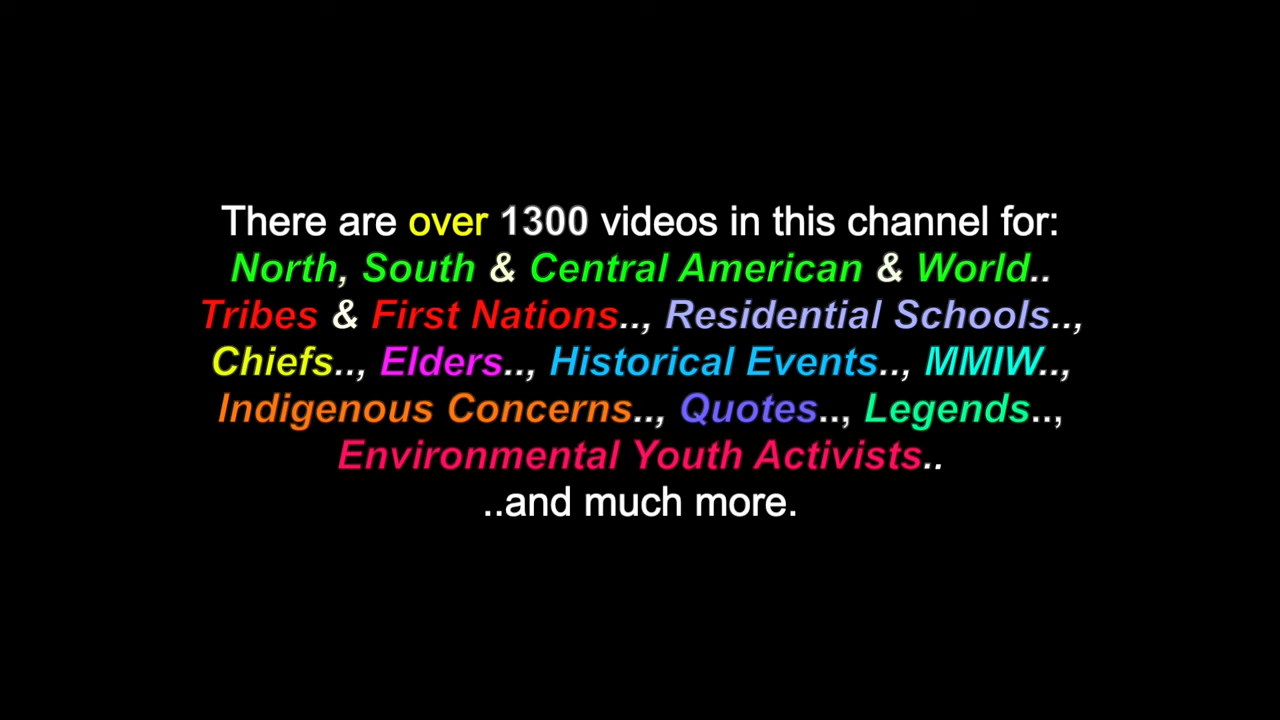 There are over 1300 videos in this channel for:
North, South & Central American & World..
Tribes & First Nations.., Residential Schools..,
Chiefs.., Elders.., Historical Events.., MMIW..,
Indigenous Concerns.., Quotes.., Legends..,
Environmental Youth Activists..
..and much more.